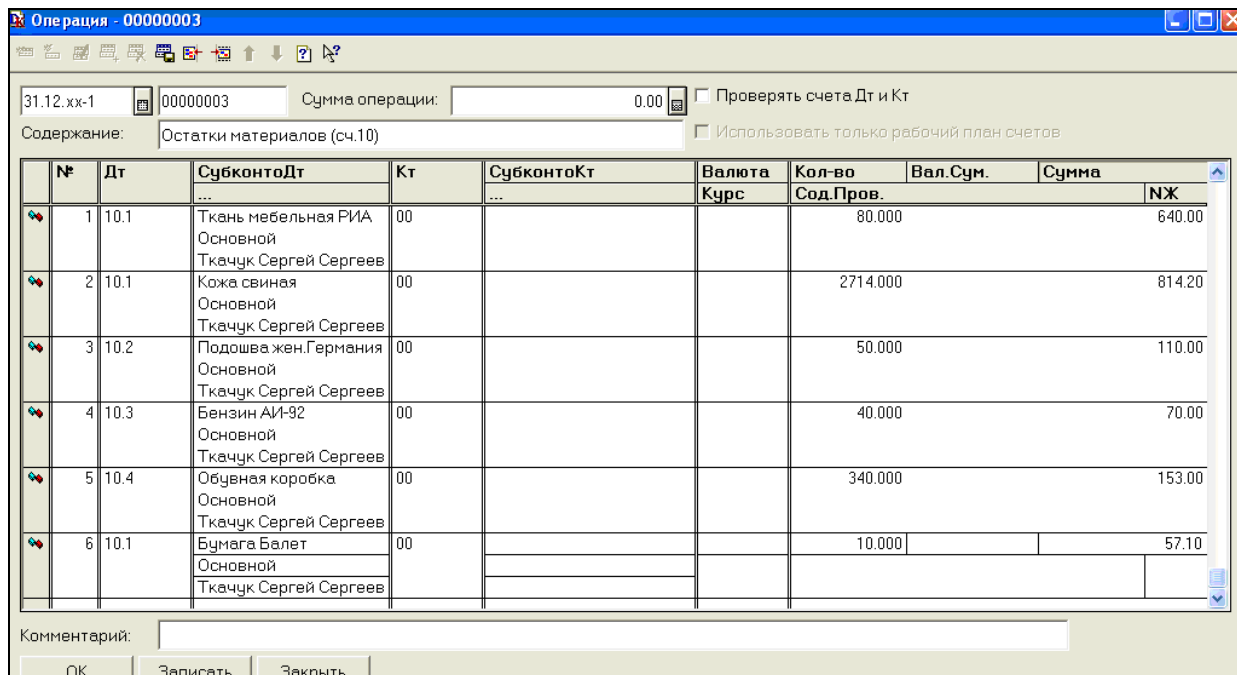 Операция - 00000003
31.12.xx-1 00000003 Сумма операции: 0.00 Проверять счета Дт и Кт
Содержание: Остатки материалов (сч.10) Использовать только рабочий план счетов
№ Дт СубконтоДт Кт СубконтоКт Валюта Кол-во Вал.Сум. Сумма
... ... Курс Сод.Пров. NЖ
1 10.1 Ткань мебельная РИА 00 80.000 640.00
Основной
Ткачук Сергей Сергеев
2 10.1 Кожа свиная 00 2714.000 814.20
Основной
Ткачук Сергей Сергеев
3 10.2 Подошва жен.Германия 00 50.000 110.00
Основной
Ткачук Сергей Сергеев
4 10.3 Бензин АИ-92 00 40.000 70.00
Основной
Ткачук Сергей Сергеев
5 10.4 Обувная коробка 00 340.000 153.00
Основной
Ткачук Сергей Сергеев
6 10.1 Бумага Балет 00 10.000 57.10
Основной
Ткачук Сергей Сергеев
Комментарий:
ОК Записать Закрыть